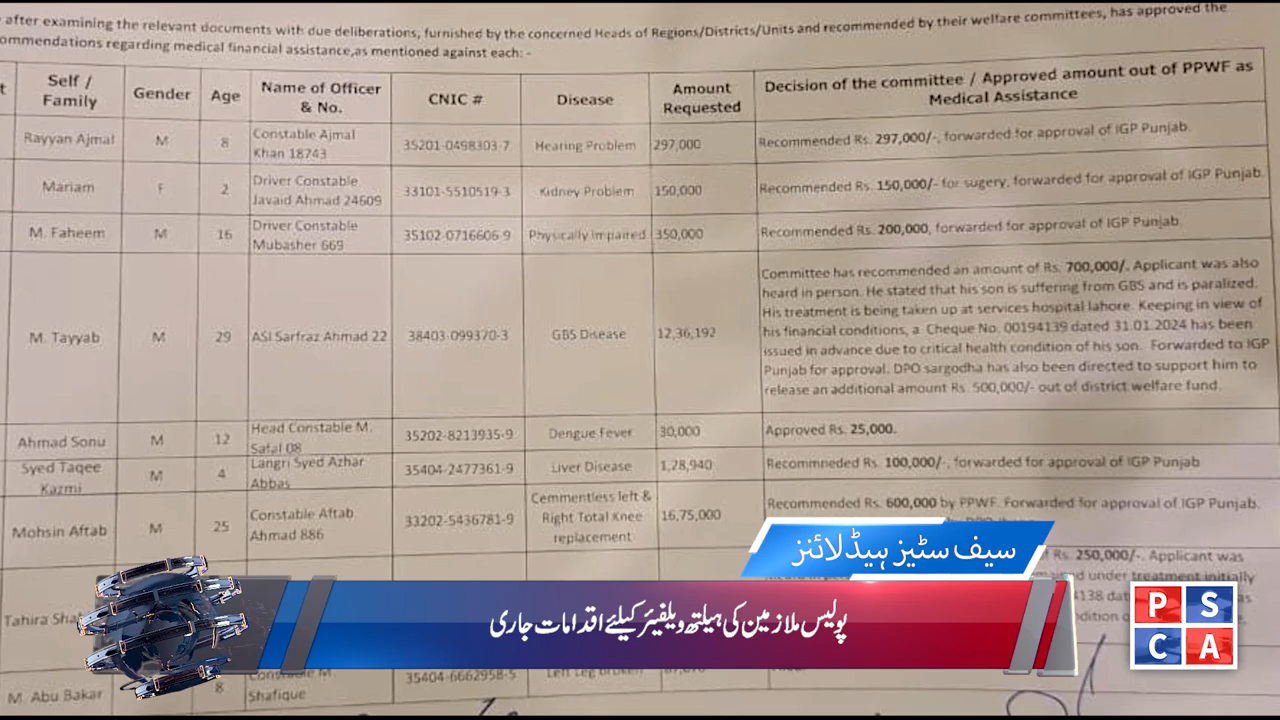 after examining the relevant documents with due deliberations, furnished by the concerned Heads of Regions/Districts/Units and recommended by their welfare committees, has approved the
ommendations regarding medical financial assistance,as mentioned against each: -
t Self / Family Gender Age Name of Officer & No. CNIC # Disease Amount Requested Decision of the committee / Approved amount out of PPWF as Medical Assistance
Rayyan Ajmal M 8 Constable Ajmal Khan 18743 35201-0498303-7 Hearing Problem 297,000 Recommended Rs. 297,000/-, forwarded for approval of IGP Punjab.
Mariam F 2 Driver Constable Javaid Ahmad 24609 33101-5510519-3 Kidney Problem 150,000 Recommended Rs. 150,000/- for sugery, forwarded for approval of IGP Punjab.
M. Faheem M 16 Driver Constable Mubasher 669 35102-0716606-9 Physically Impaired 350,000 Recommended Rs. 200,000, forwarded for approval of IGP Punjab.
M. Tayyab M 29 ASI Sarfraz Ahmad 22 38403-099370-3 GBS Disease 12,36,192
Committee has recommended an amount of Rs. 700,000/-. Applicant was also
heard in person. He stated that his son is suffering from GBS and is paralized.
His treatment is being taken up at services hospital lahore. Keeping in view of
his financial conditions, a Cheque No. 00194139 dated 31.01.2024 has been
issued in advance due to critical health condition of his son. Forwarded to IGP
Punjab for approval. DPO sargodha has also been directed to support him to
release an additional amount Rs. 500,000/- out of district welfare fund.
Ahmad Sonu M 12 Head Constable M. Safal 08 35202-8213935-9 Dengue Fever 30,000 Approved Rs. 25,000.
Syed Taqee Kazmi M 4 Langri Syed Azhar Abbas 35404-2477361-9 Liver Disease 1,28,940 Recommneded Rs. 100,000/-, forwarded for approval of IGP Punjab
Mohsin Aftab M 25 Constable Aftab Ahmad 886 33202-5436781-9 Cemmentless left & Right Total Knee replacement 16,75,000 Recommended Rs. 600,000 by PPWF. Forwarded for approval of IGP Punjab.
سیف سٹیز ہیڈلائنز
Rs. 250,000/-. Applicant was
under treatment initially
Tahira
پولیس ملازمین کی ہیلتھ ویلفیئر کیلئے اقدامات جاری
PSCA
M. Abu Bakar 8 Constable M Shafique 35404-6662958-5 Left Leg broken